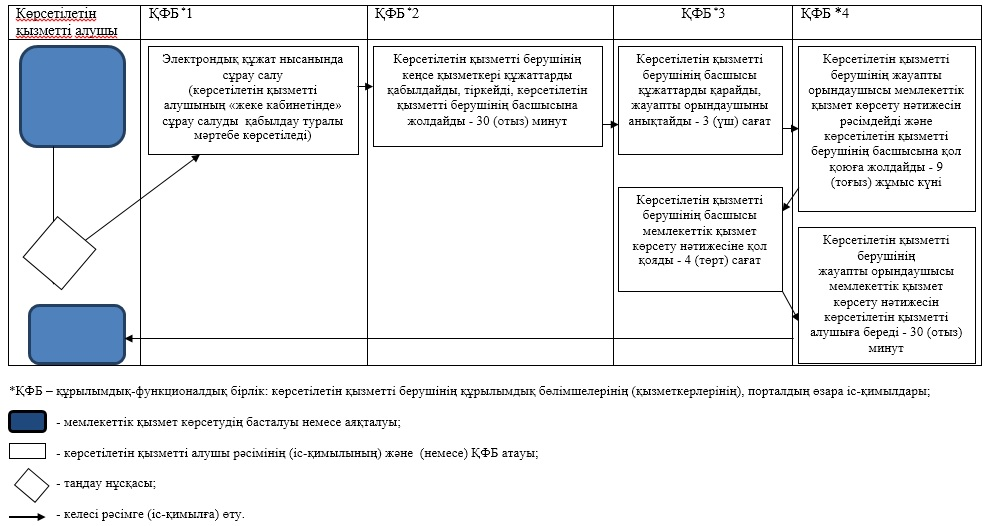 Көрсетілетін
қызметті алушы
ҚФБ *1
ҚФБ *2
ҚФБ *3
ҚФБ *4
Электрондық құжат нысанында
сұрау салу
(көрсетілетін қызметті
алушының «жеке кабинетінде»
сұрау салуды қабылдау туралы
мәртебе көрсетіледі)
Көрсетілетін қызметті берушінің
кеңсе қызметкері құжаттарды
қабылдайды, тіркейді, көрсетілетін
қызметті берушінің басшысына
жолдайды - 30 (отыз) минут
Көрсетілетін қызметті
берушінің басшысы
құжаттарды қарайды,
жауапты орындаушыны
анықтайды - 3 (үш) сағат
Көрсетілетін қызметті
берушінің жауапты
орындаушысы мемлекеттік
қызмет көрсету нәтижесін
рәсімдейді және
көрсетілетін қызметті
берушінің басшысына қол
қоюға жолдайды - 9
(тоғыз) жұмыс күні
Көрсетілетін қызметті
берушінің басшысы
мемлекеттік қызмет
көрсету нәтижесіне қол
қояды - 4 (төрт) сағат
Көрсетілетін қызметті
берушінің
жауапты орындаушысы
мемлекеттік қызмет
көрсету нәтижесін
көрсетілетін қызметті
алушыға береді - 30 (отыз)
минут
*ҚФБ – құрылымдық-функционалдық бірлік: көрсетілетін қызметті берушінің құрылымдық бөлімшелерінің (қызметкерлерінің), порталдың өзара іс-қимылдары;
- мемлекеттік қызмет көрсетудің басталуы немесе аяқталуы;
- көрсетілетін қызметті алушы рәсімінің (іс-қимылының) және (немесе) ҚФБ атауы;
- таңдау нұсқасы;
- келесі рәсімге (іс-қимылға) өту.